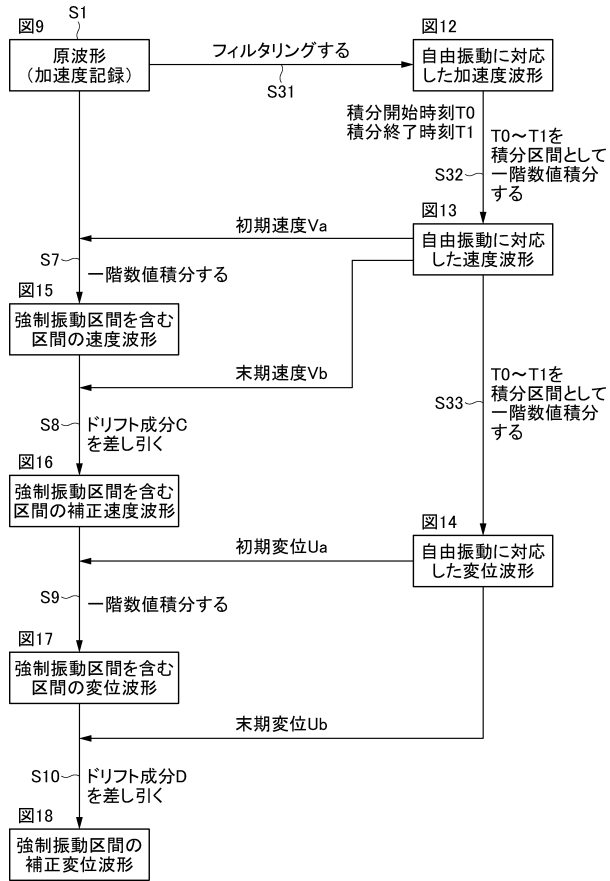 S1
図9
原波形
（加速度記録）
フィルタリングする
S31
図12
自由振動に対応
した加速度波形
積分開始時刻T0
積分終了時刻T1
T0～T1を
積分区間として
一階数値積分
する
S32
図13
自由振動に対応
した速度波形
初期速度Va
S7
一階数値積分する
図15
強制振動区間を含む
区間の速度波形
末期速度Vb
S8
ドリフト成分C
を差し引く
T0～T1を
積分区間として
一階数値積分
する
S33
図16
強制振動区間を含む
区間の補正速度波形
図14
自由振動に対応
した変位波形
初期変位Ua
S9
一階数値積分する
図17
強制振動区間を含む
区間の変位波形
末期変位Ub
S10
ドリフト成分D
を差し引く
図18
強制振動区間の
補正変位波形